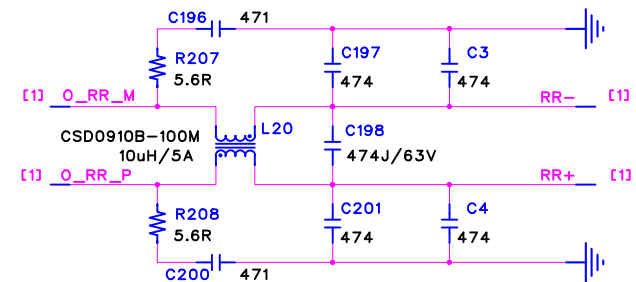 C196 471
C197 C3
R207
5.6R 474 474
[1] O_RR_M RR- [1]
CSD0910B-100M L20 C198
10uH/5A 474J/63V
[1] O_RR_P RR+ [1]
R208 C201 C4
5.6R 474 474
C200 471